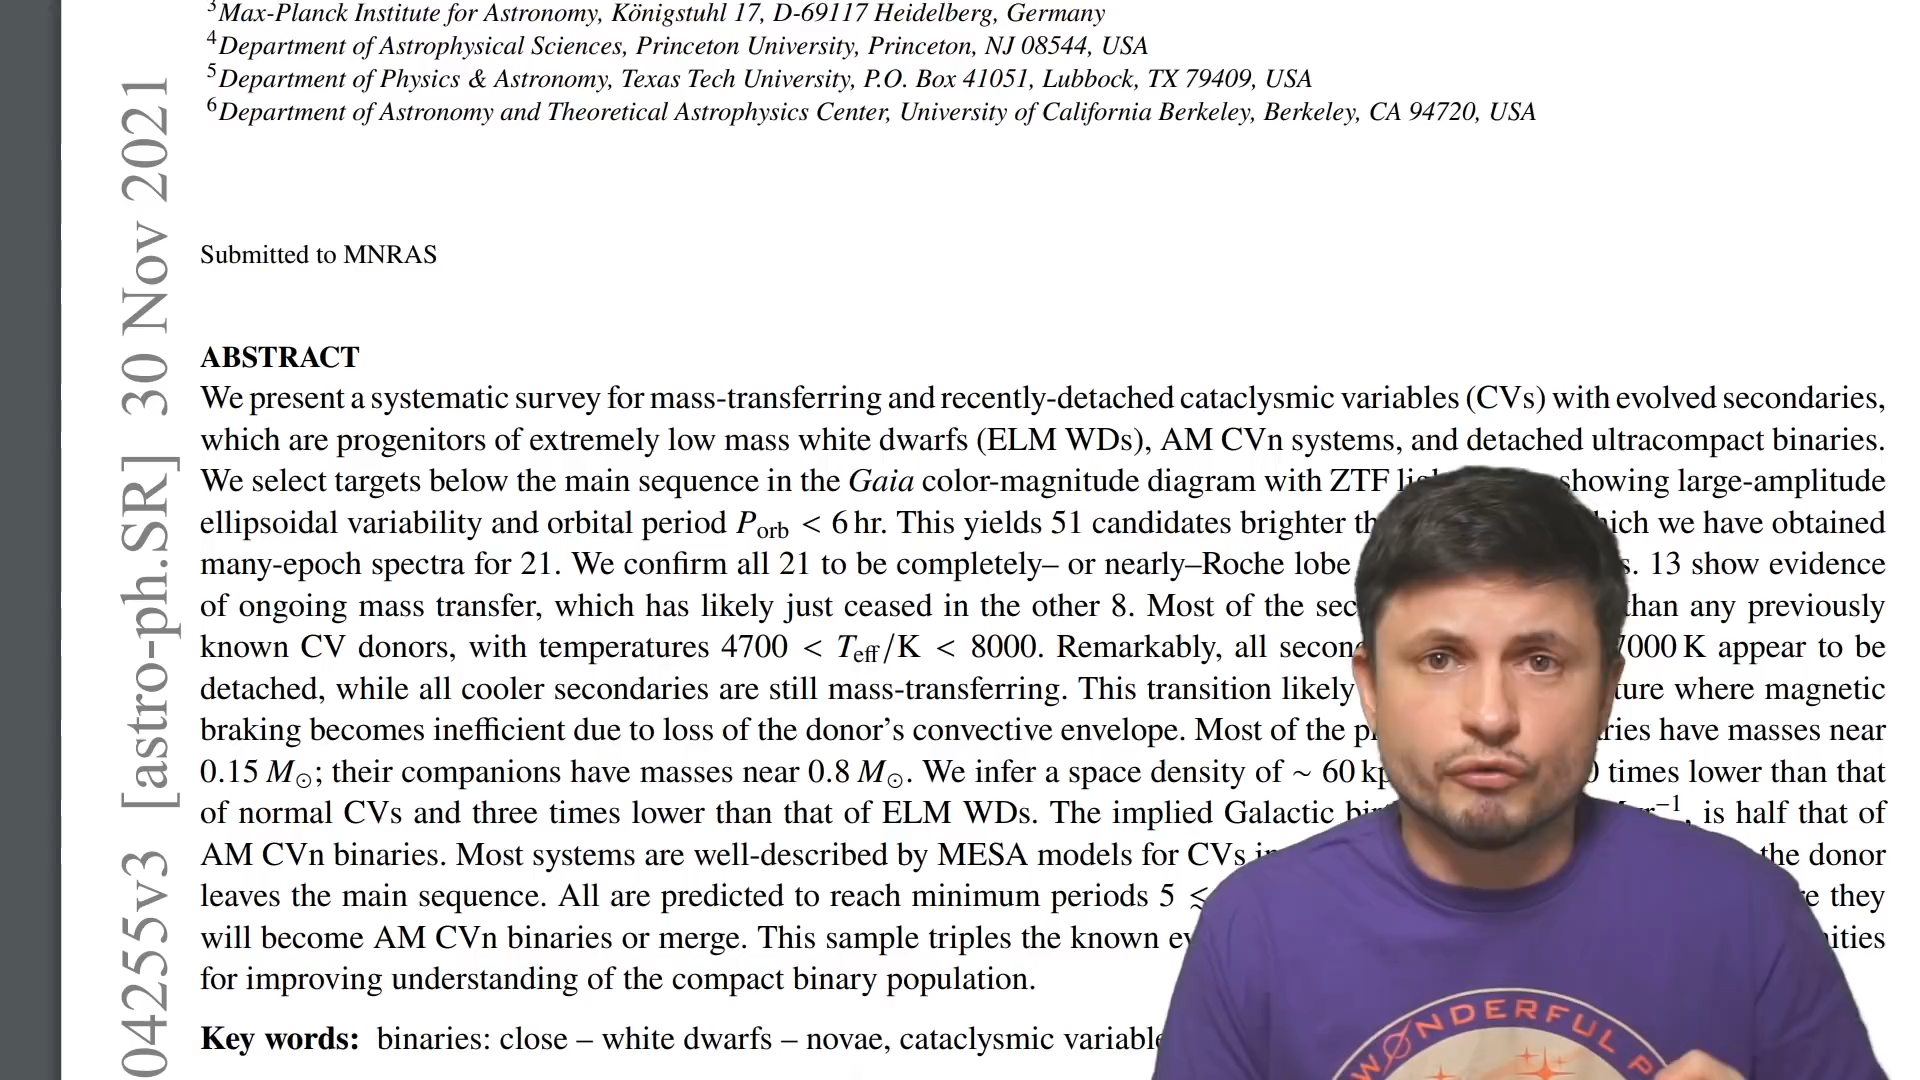 ³Max-Planck Institute for Astronomy, Königstuhl 17, D-69117 Heidelberg, Germany
⁴Department of Astrophysical Sciences, Princeton University, Princeton, NJ 08544, USA
⁵Department of Physics & Astronomy, Texas Tech University, P.O. Box 41051, Lubbock, TX 79409, USA
⁶Department of Astronomy and Theoretical Astrophysics Center, University of California Berkeley, Berkeley, CA 94720, USA
04255v3 [astro-ph.SR] 30 Nov 2021
Submitted to MNRAS
ABSTRACT
We present a systematic survey for mass-transferring and recently-detached cataclysmic variables (CVs) with evolved secondaries,
which are progenitors of extremely low mass white dwarfs (ELM WDs), AM CVn systems, and detached ultracompact binaries.
We select targets below the main sequence in the Gaia color-magnitude diagram with ZTF showing large-amplitude
ellipsoidal variability and orbital period Porb < 6 hr. This yields 51 candidates brighter we have obtained
many-epoch spectra for 21. We confirm all 21 to be completely– or nearly–Roche lobe 13 show evidence
of ongoing mass transfer, which has likely just ceased in the other 8. Most of the than any previously
known CV donors, with temperatures 4700 < Teff/K < 8000. Remarkably, all 7000 K appear to be
detached, while all cooler secondaries are still mass-transferring. This transition likely where magnetic
braking becomes inefficient due to loss of the donor's convective envelope. Most of the have masses near
0.15 M⊙; their companions have masses near 0.8 M⊙. We infer a space density of ∼ 60 times lower than that
of normal CVs and three times lower than that of ELM WDs. The implied Galactic is half that of
AM CVn binaries. Most systems are well-described by MESA models for CVs the donor
leaves the main sequence. All are predicted to reach minimum periods 5 ≲ they
will become AM CVn binaries or merge. This sample triples the known
for improving understanding of the compact binary population.
Key words: binaries: close – white dwarfs – novae, cataclysmic
WØNDERFUL